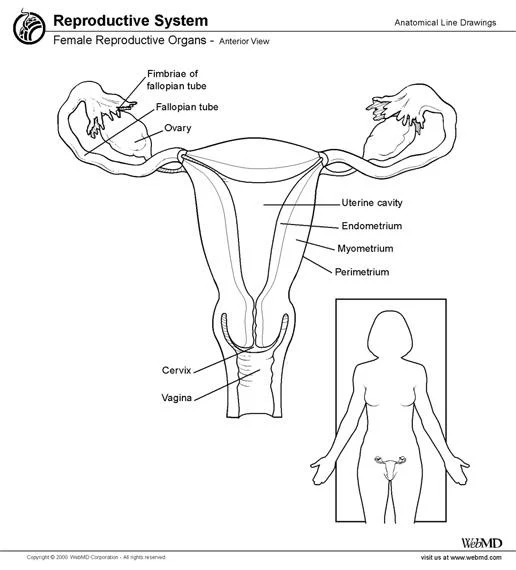 Reproductive System
Anatomical Line Drawings
Female Reproductive Organs - Anterior View
Fimbriae of
fallopian tube
Fallopian tube
Ovary
Uterine cavity
Endometrium
Myometrium
Perimetrium
Cervix
Vagina
WebMD
Copyright © 2000 WebMD Corporation - All rights reserved.
visit us at www.webmd.com